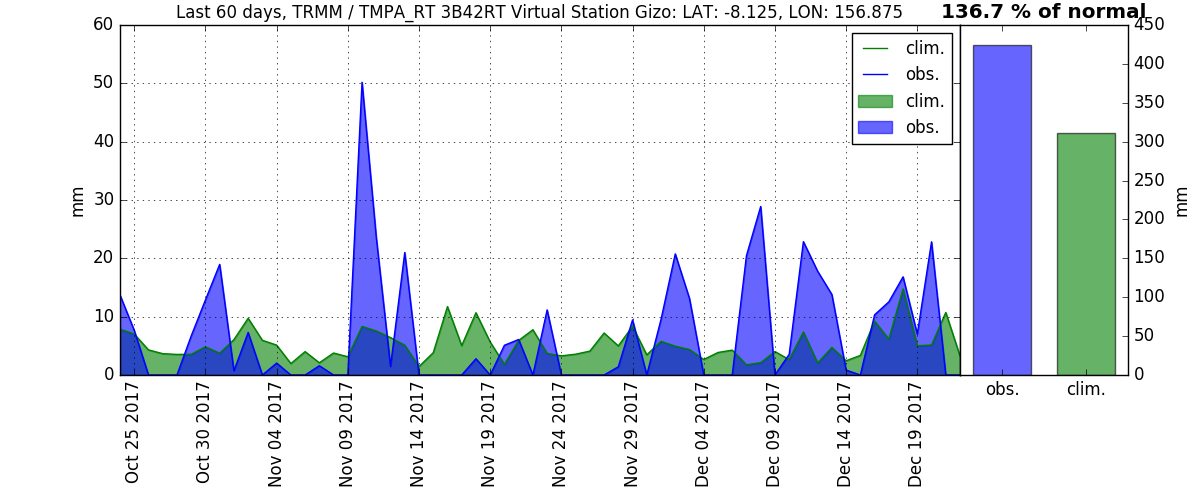 Last 60 days, TRMM / TMPA_RT 3B42RT Virtual Station Gizo: LAT: -8.125, LON: 156.875
136.7 % of normal
60
50
40
30
20
10
0
mm
clim.
obs.
clim.
obs.
Oct 25 2017
Oct 30 2017
Nov 04 2017
Nov 09 2017
Nov 14 2017
Nov 19 2017
Nov 24 2017
Nov 29 2017
Dec 04 2017
Dec 09 2017
Dec 14 2017
Dec 19 2017
450
400
350
300
250
200
150
100
50
0
mm
obs.
clim.